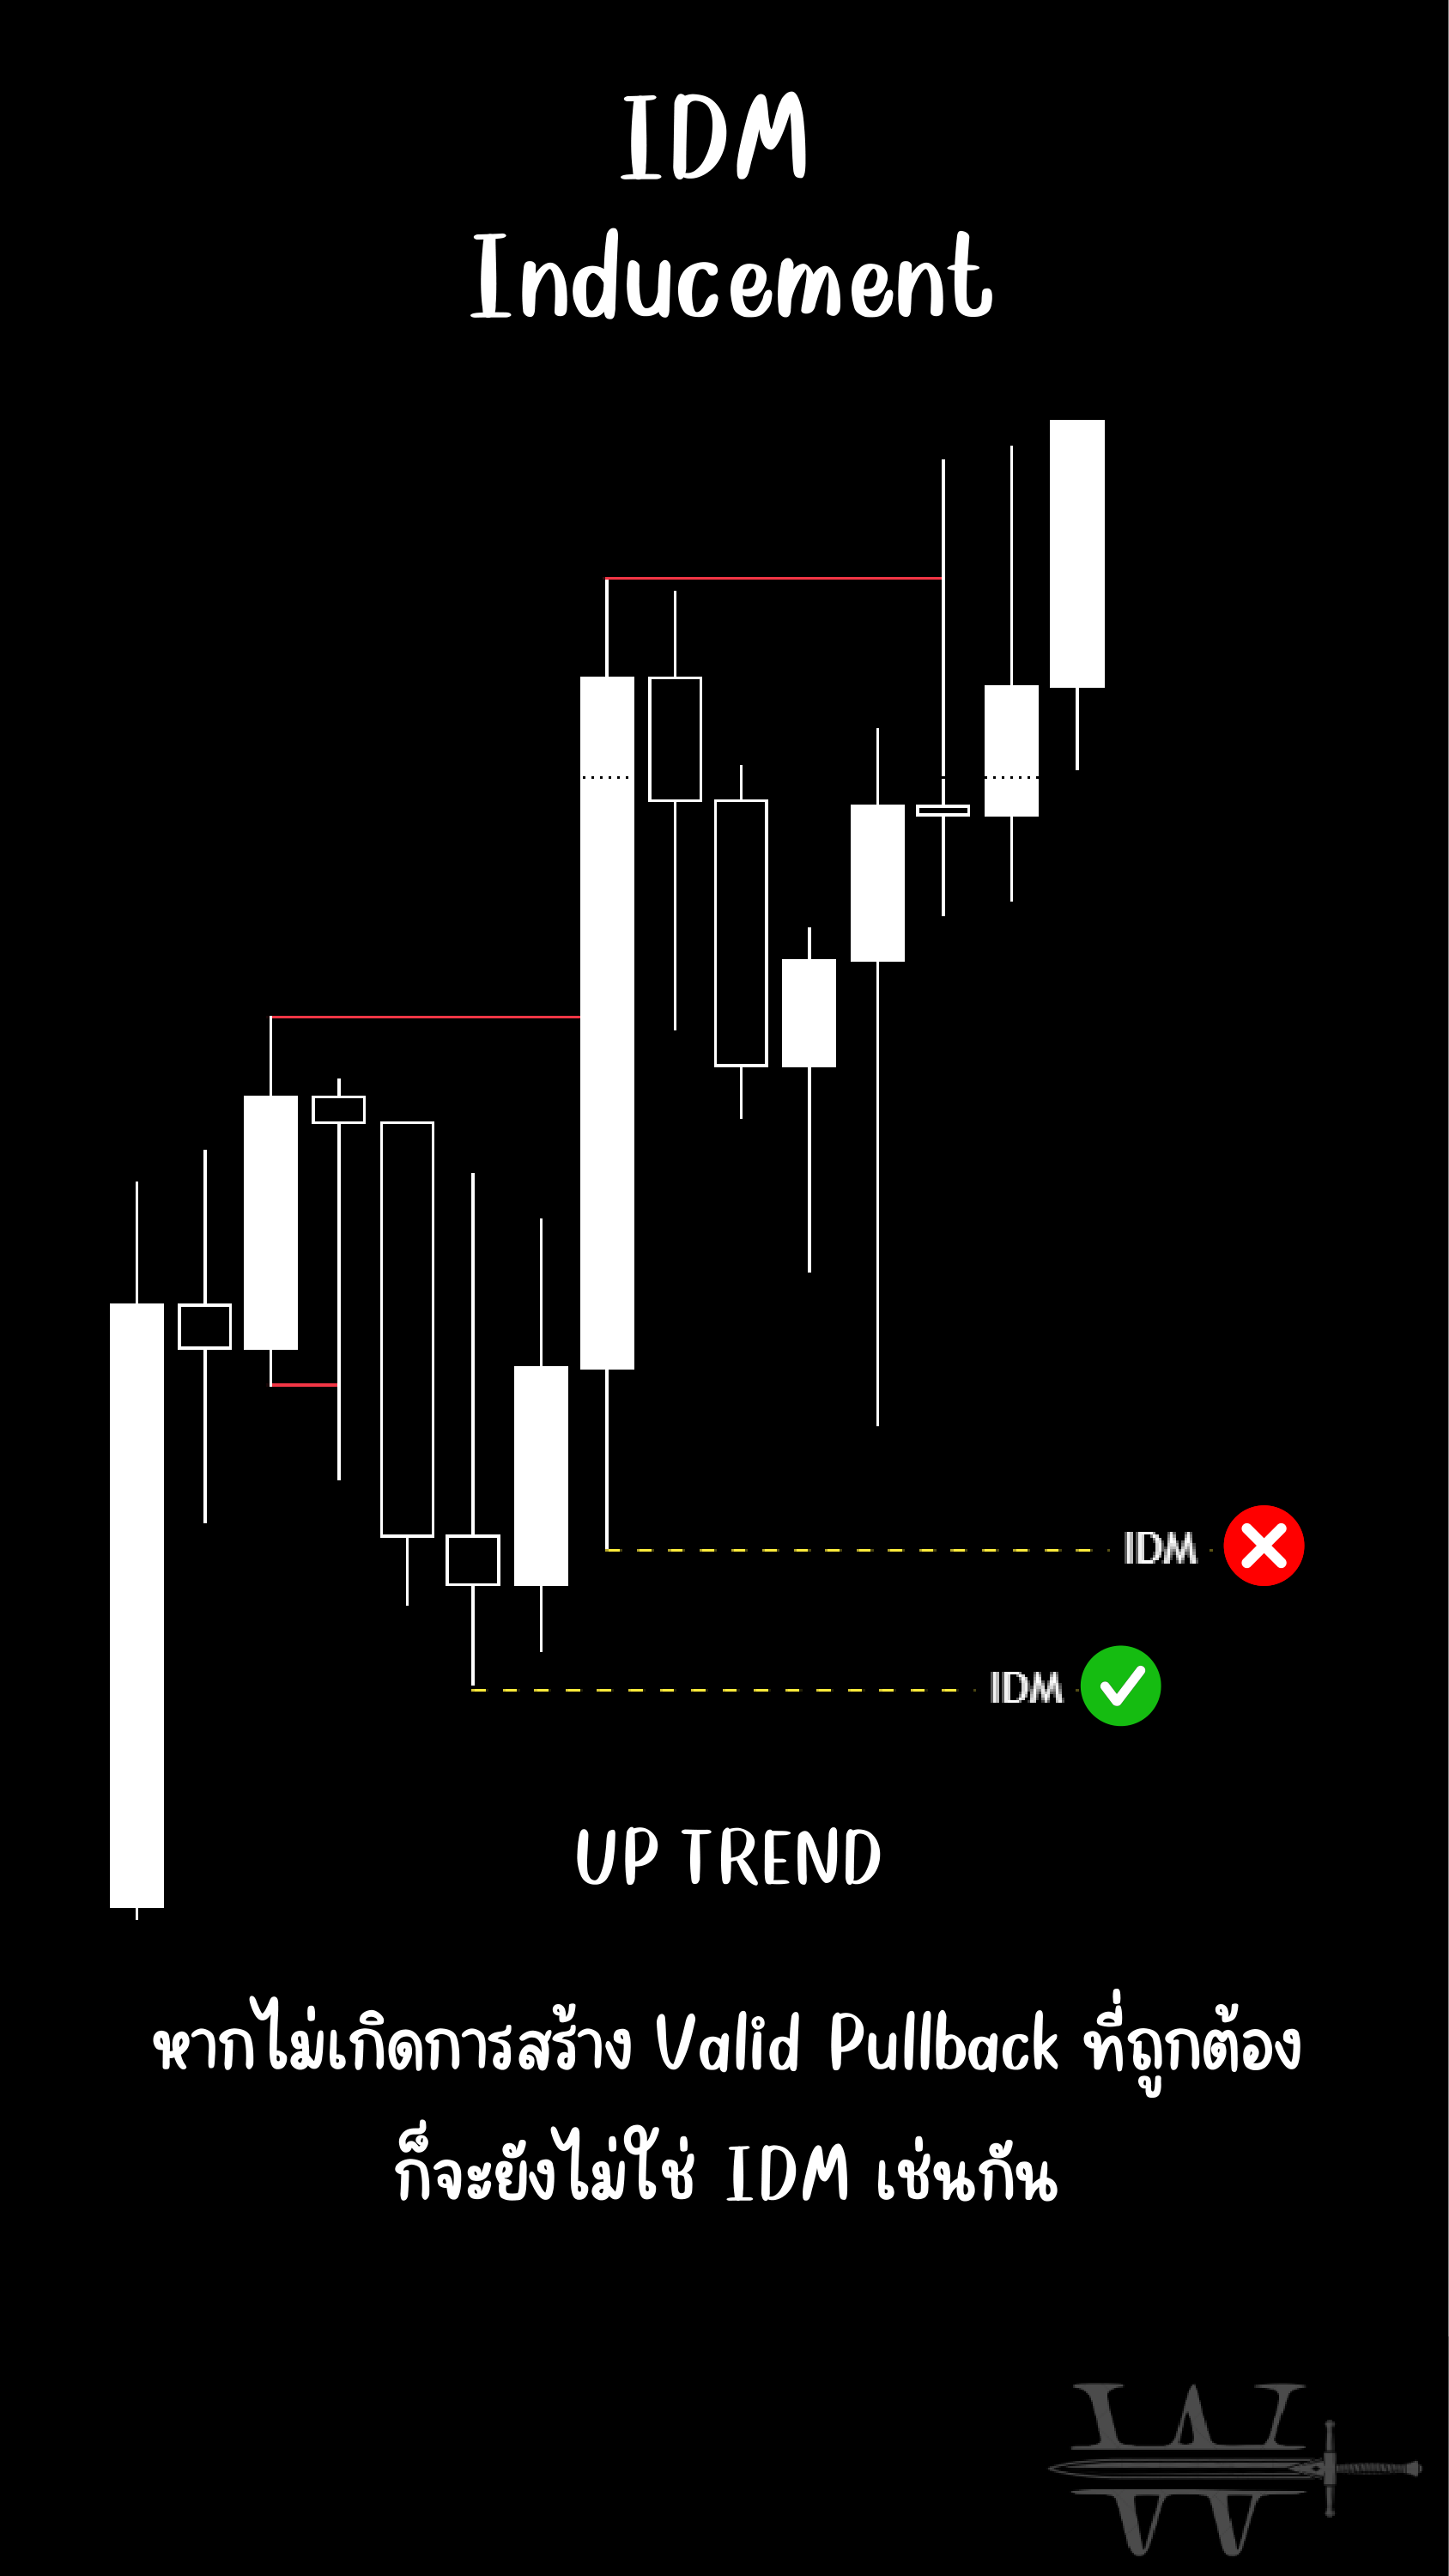 IDM
Inducement
IDM
IDM
UP TREND
หากไม่เกิดการสร้าง Valid Pullback ที่ถูกต้อง
ก็จะยังไม่ใช่ IDM เช่นกัน
W